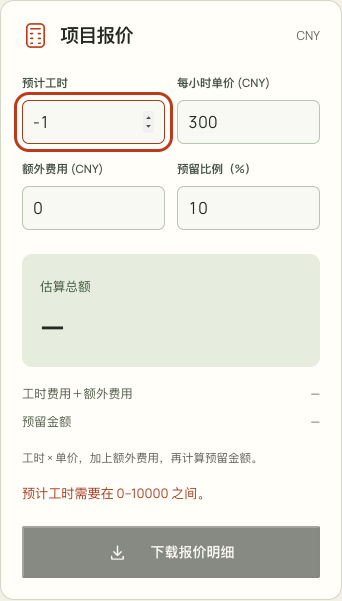 项目报价
CNY
预计工时
每小时单价 (CNY)
-1
300
额外费用 (CNY)
预留比例（%）
0
10
估算总额
—
工时费用＋额外费用
—
预留金额
—
工时 × 单价，加上额外费用，再计算预留金额。
预计工时需要在 0–10000 之间。
下载报价明细